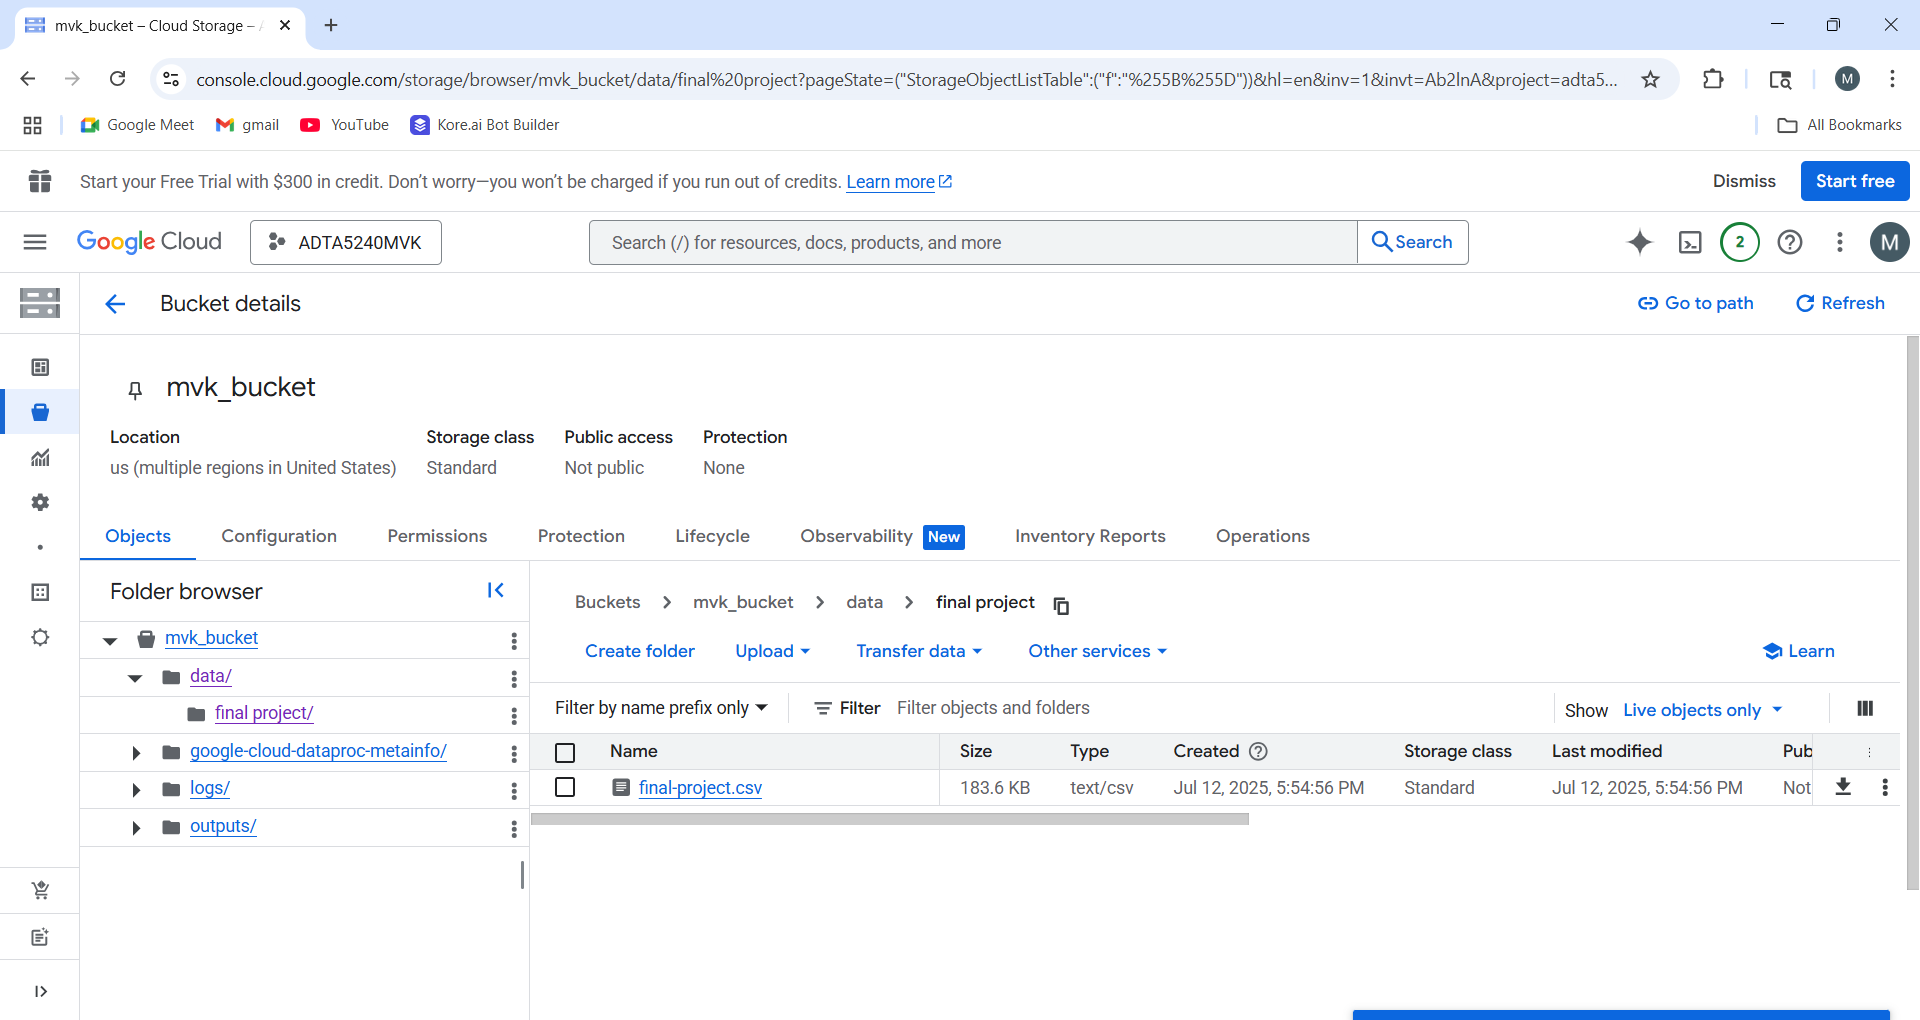 mvk_bucket – Cloud Storage –
console.cloud.google.com/storage/browser/mvk_bucket/data/final%20project?pageState=("StorageObjectListTable":("f":"%255B%255D"))&hl=en&inv=1&invt=Ab2InA&project=adta5...
Google Meet gmail YouTube Kore.ai Bot Builder All Bookmarks
Start your Free Trial with $300 in credit. Don’t worry—you won’t be charged if you run out of credits. Learn more Dismiss Start free
Google Cloud ADTA5240MVK Search (/) for resources, docs, products, and more Search 2 M
Bucket details Go to path Refresh
mvk_bucket
Location Storage class Public access Protection
us (multiple regions in United States) Standard Not public None
Objects Configuration Permissions Protection Lifecycle Observability New Inventory Reports Operations
Folder browser
mvk_bucket
data/
final project/
google-cloud-dataproc-metainfo/
logs/
outputs/
Buckets mvk_bucket data final project
Create folder Upload Transfer data Other services Learn
Filter by name prefix only Filter Filter objects and folders Show Live objects only
Name Size Type Created Storage class Last modified Pub
final-project.csv 183.6 KB text/csv Jul 12, 2025, 5:54:56 PM Standard Jul 12, 2025, 5:54:56 PM Not